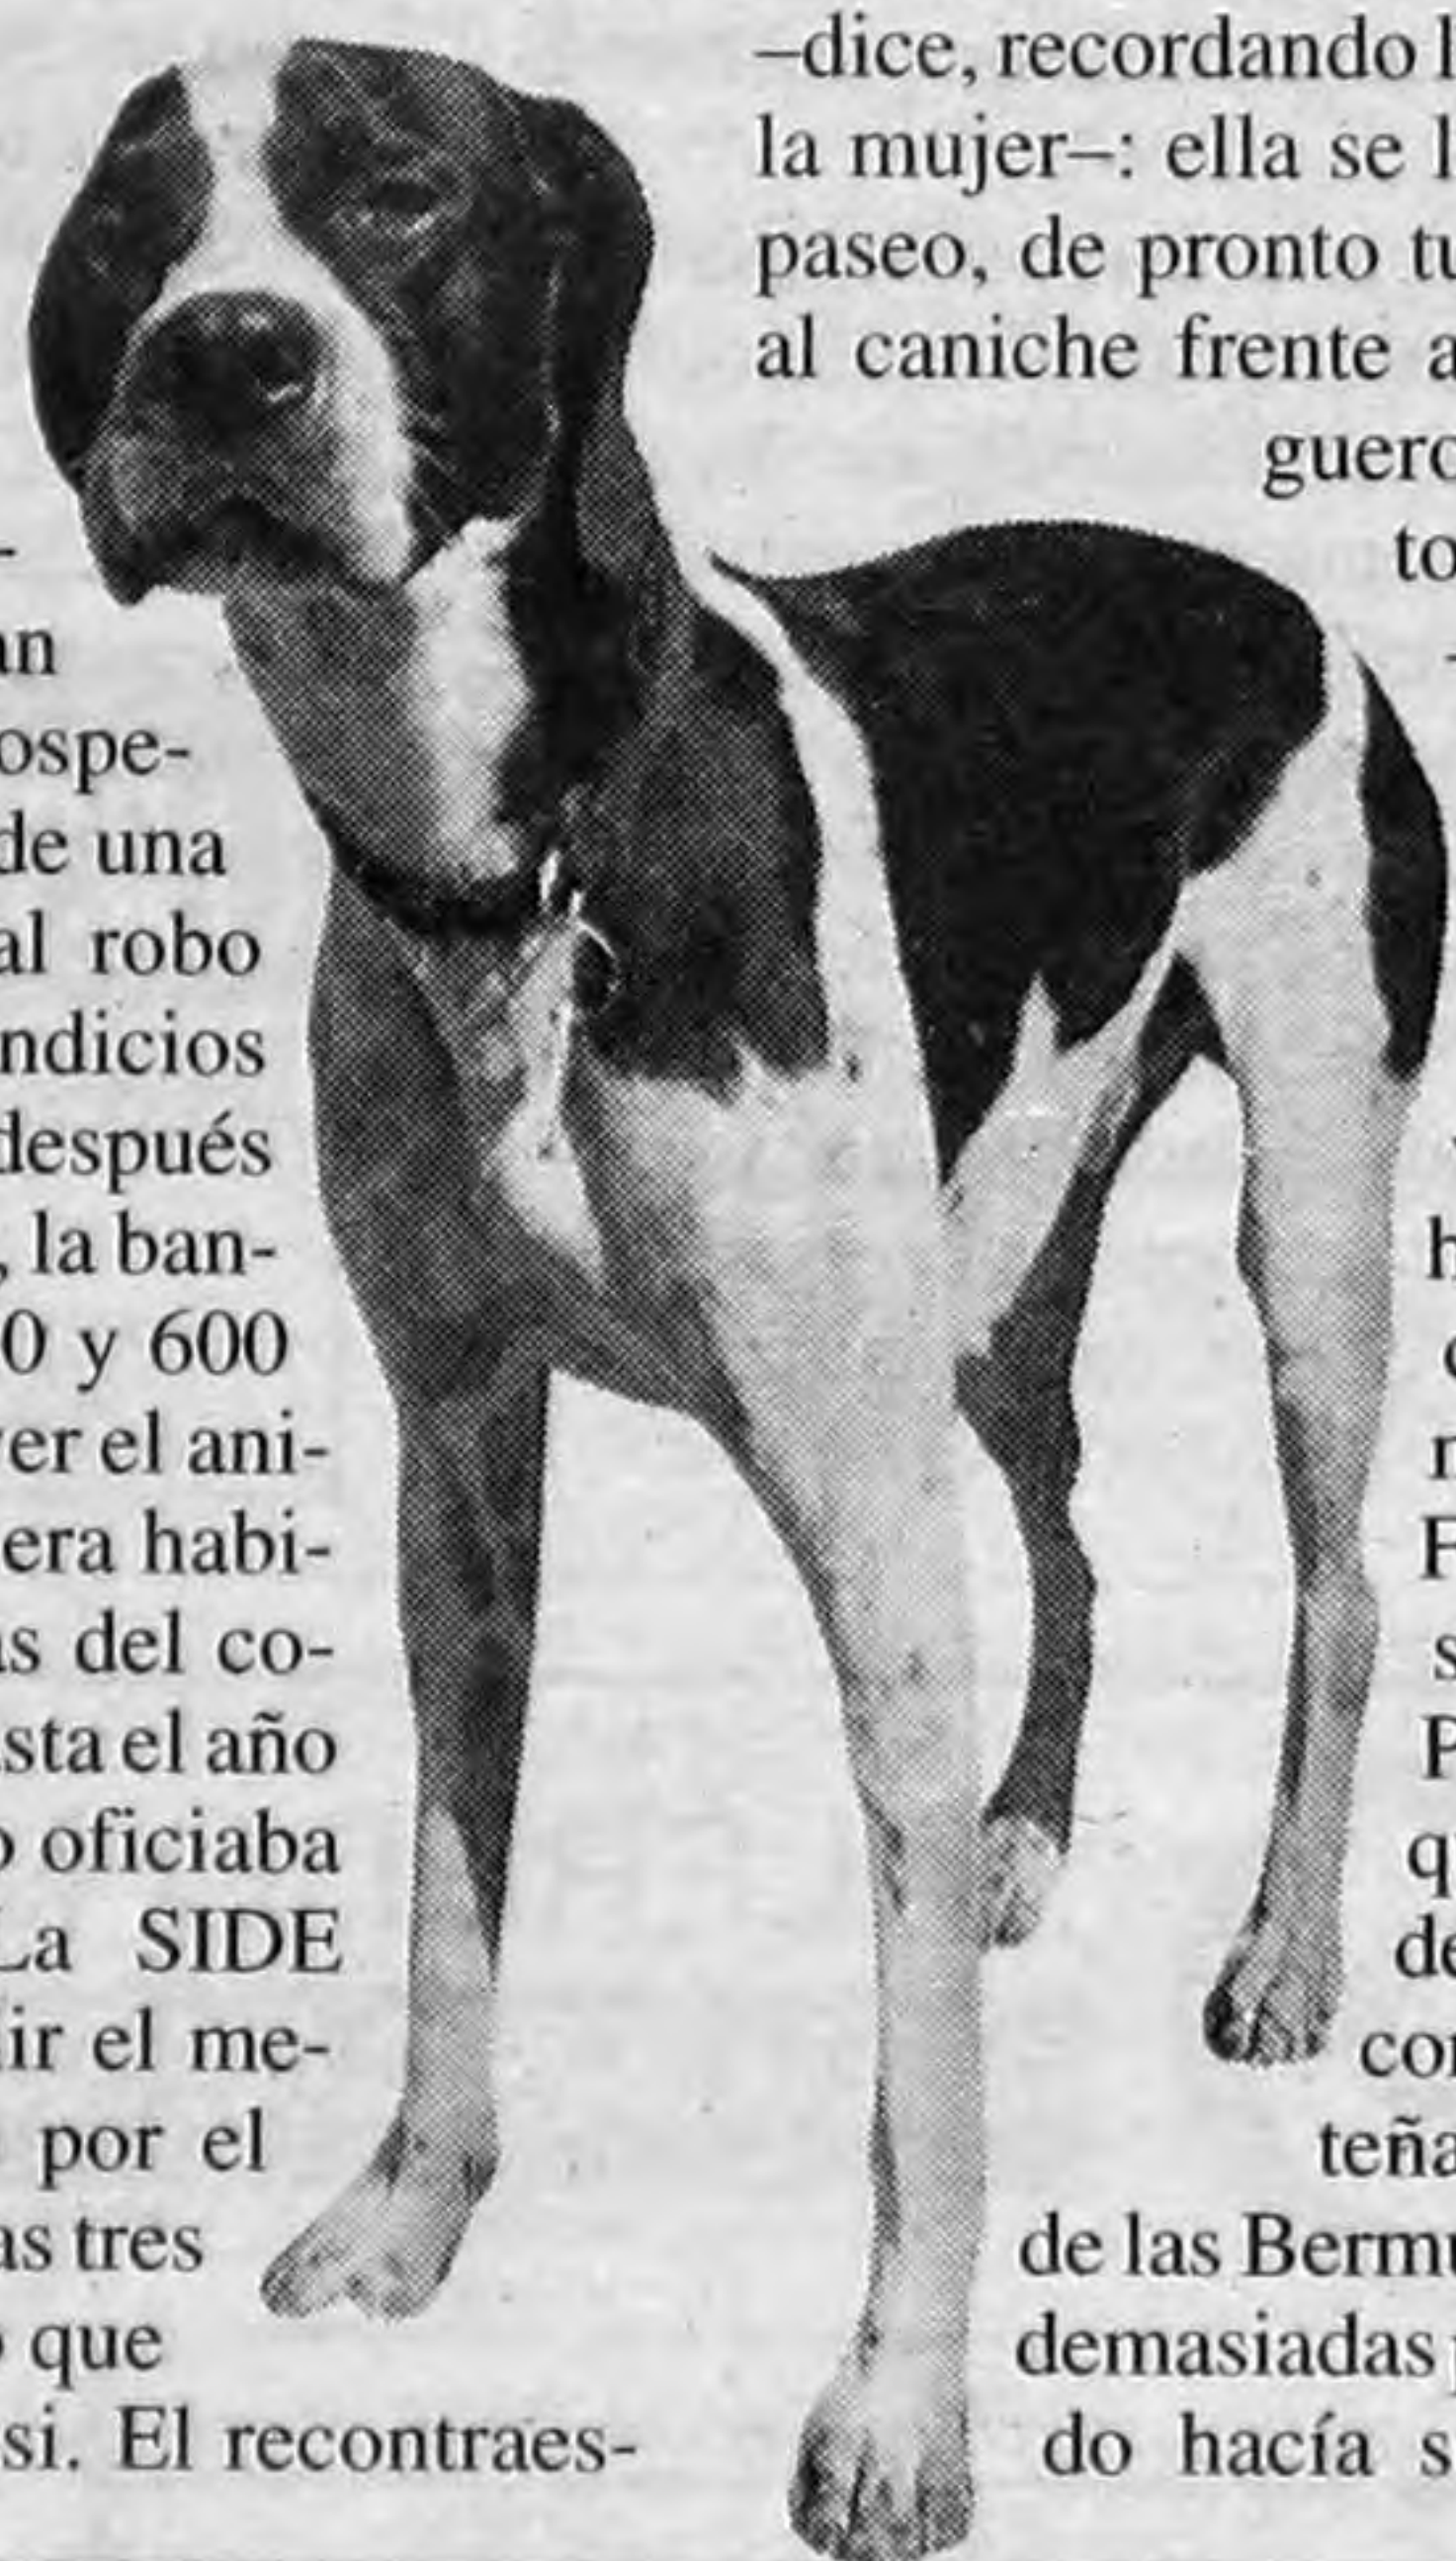 -
an
ospe-
de una
al robo
ndicios
después
, la ban-
0 y 600
er el ani-
era habi-
as del co-
sta el año
o oficiaba
La SIDE
ir el me-
por el
as tres
o que
si. El recontraes-
–dice, recordando l
la mujer–: ella se l
paseo, de pronto tu
al caniche frente a
guero
to
h
m
F
s
P
q
de
con
teña
de las Bermu
demasiadas p
do hacía s